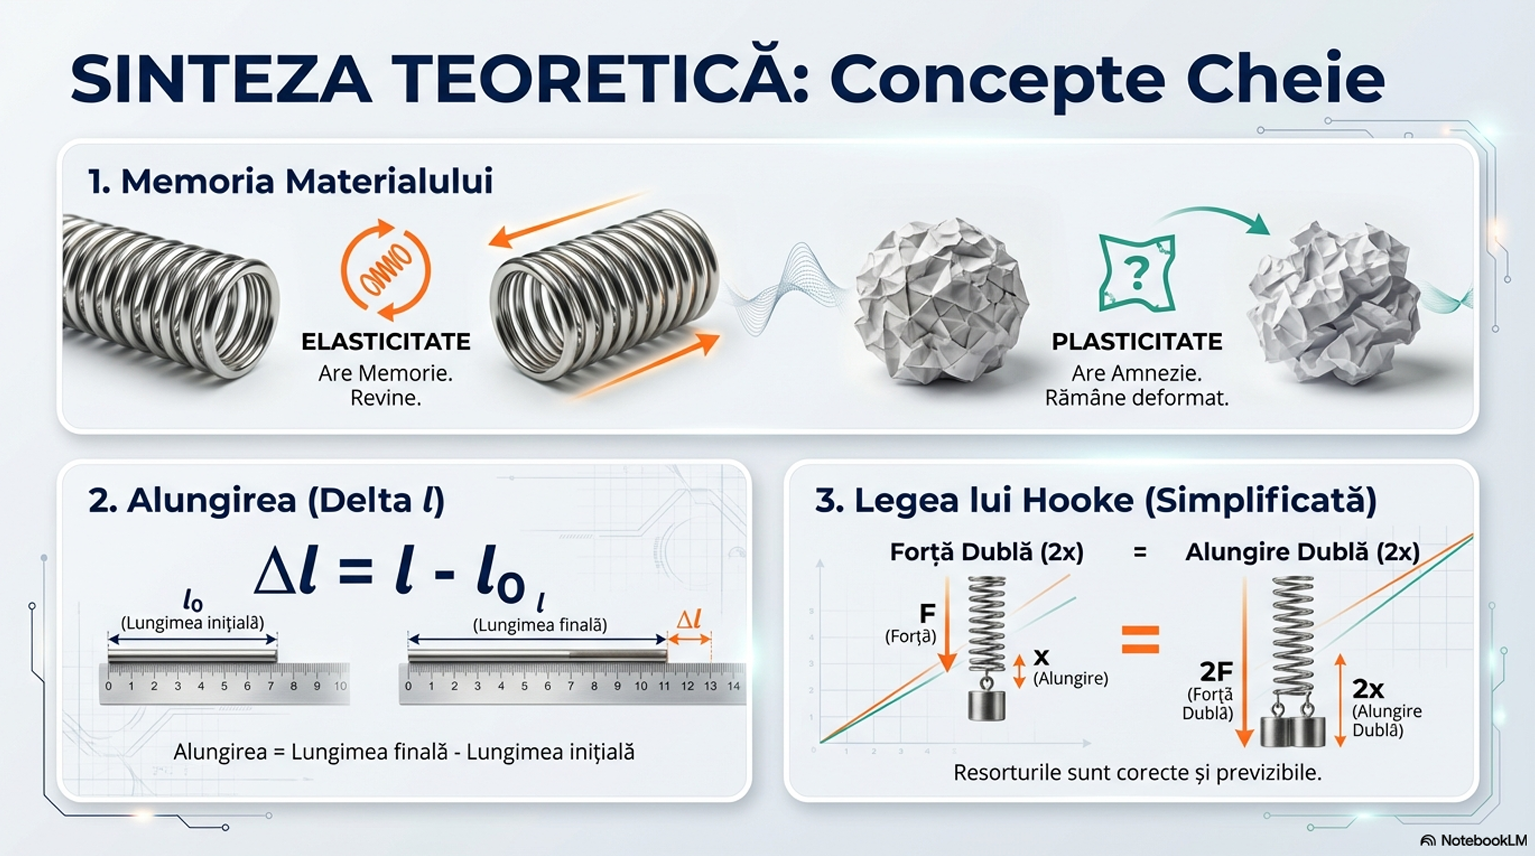 SINTEZA TEORETICĂ: Concepte Cheie
1. Memoria Materialului
ELASTICITATE
Are Memorie.
Revine.
?
PLASTICITATE
Are Amnezie.
Rămâne deformat.
2. Alungirea (Delta l)
Δl = l - l₀
l₀
(Lungimea inițială)
l
(Lungimea finală)
Δl
0 1 2 3 4 5 6 7 8 9 10
0 1 2 3 4 5 6 7 8 9 10 11 12 13 14
Alungirea = Lungimea finală - Lungimea inițială
3. Legea lui Hooke (Simplificată)
Forță Dublă (2x) = Alungire Dublă (2x)
F
(Forță)
x
(Alungire)
=
2F
(Forță
Dublă)
2x
(Alungire
Dublă)
Resorturile sunt corecte și previzibile.
NotebookLM